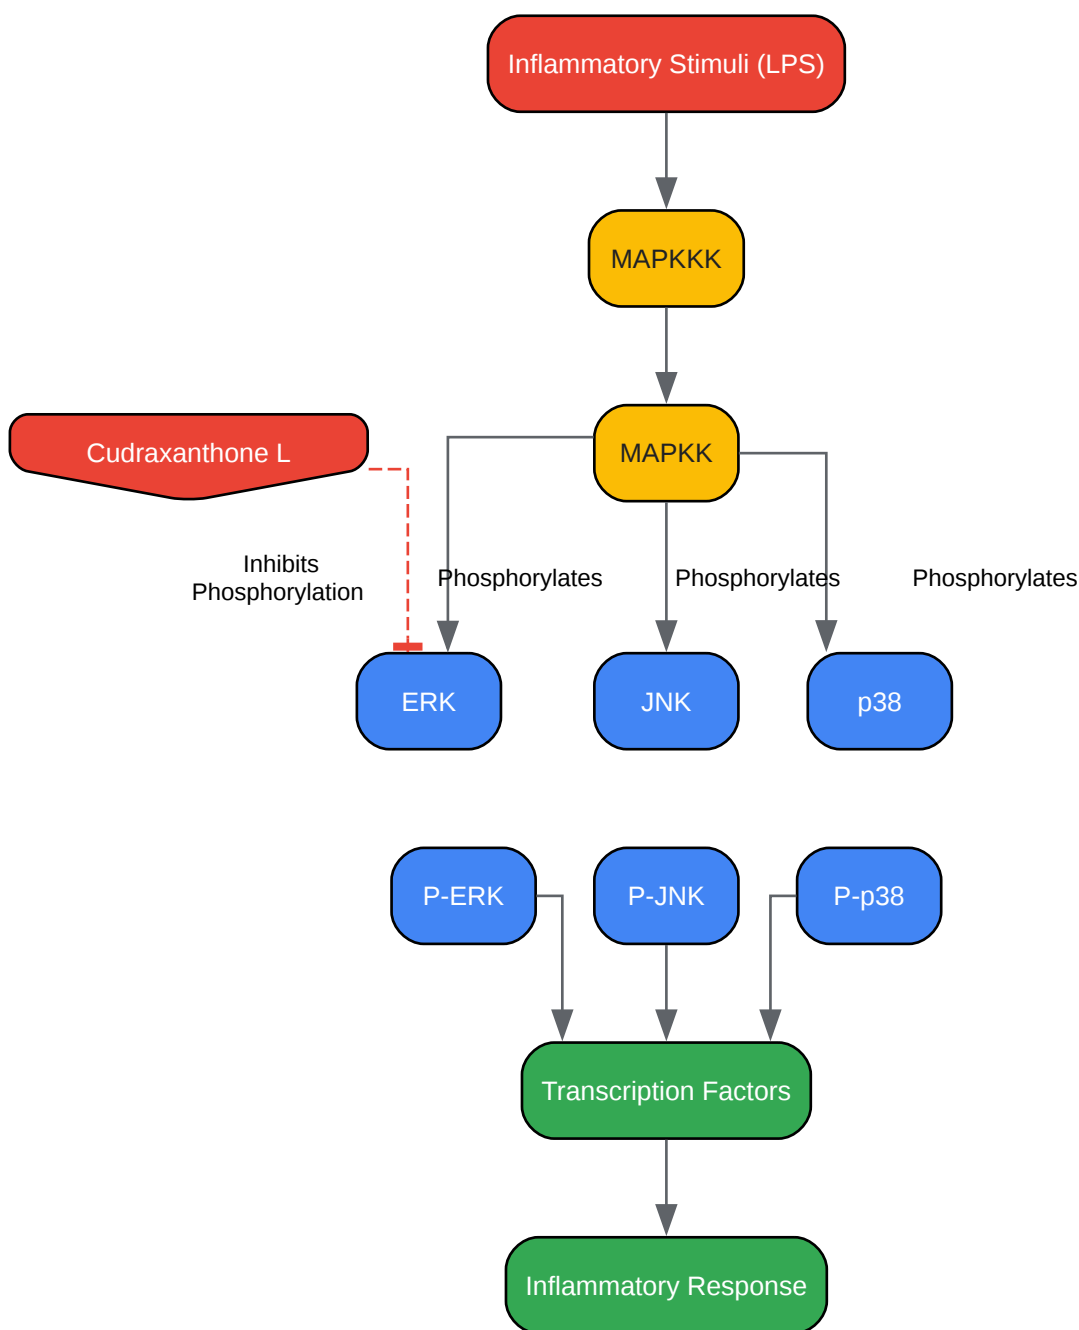 Inflammatory Stimuli (LPS)
MAPKKK
MAPKK
Cudraxanthone L
Inhibits
Phosphorylation
Phosphorylates
Phosphorylates
Phosphorylates
ERK
JNK
p38
P-ERK
P-JNK
P-p38
Transcription Factors
Inflammatory Response